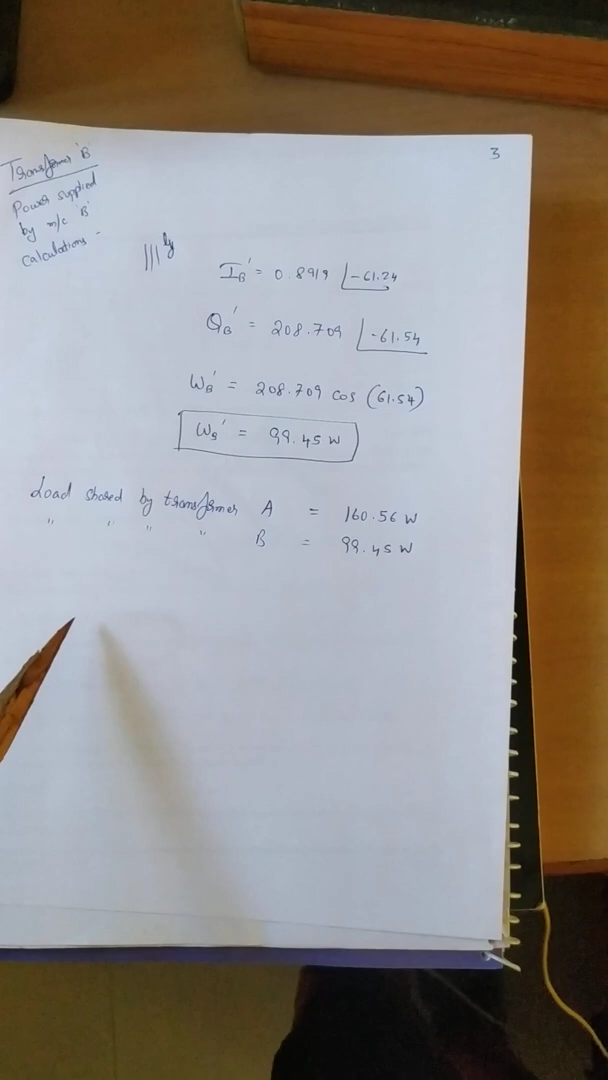 3
Transformer 'B'
Power supplied
by m/c 'B'
Calculations -
|||ly
IB' = 0.8919 |-61.24
QB' = 208.709 |-61.54
WB' = 208.709 cos (61.54)
WB' = 99.45 W
Load shared by transformer A = 160.56 W
" " " " B = 99.45 W